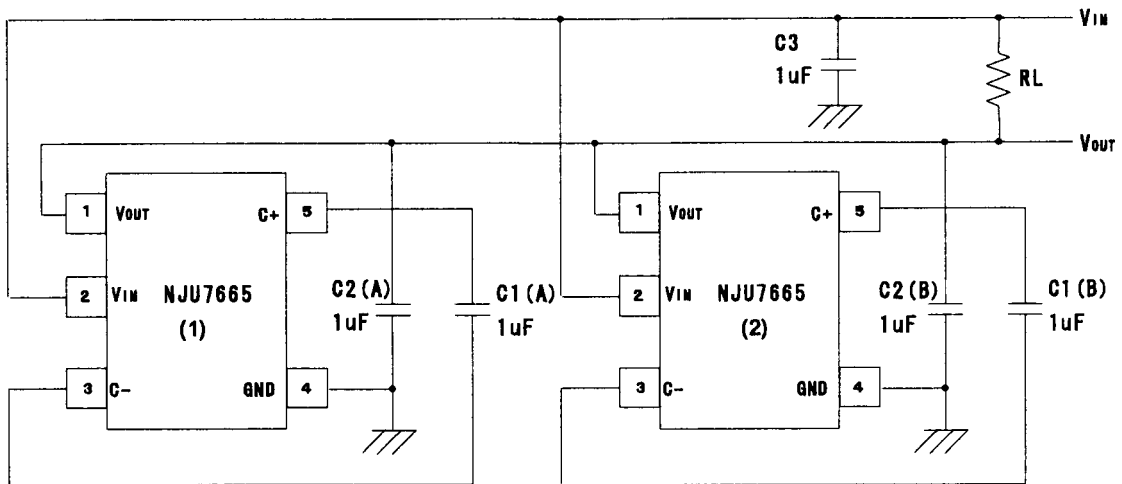 VIN
C3
1uF
RL
VOUT
1 VOUT C+ 5
2 VIN NJU7665
(1)
3 C- GND 4
C2(A)
1uF
C1(A)
1uF
1 VOUT C+ 5
2 VIN NJU7665
(2)
3 C- GND 4
C2(B)
1uF
C1(B)
1uF